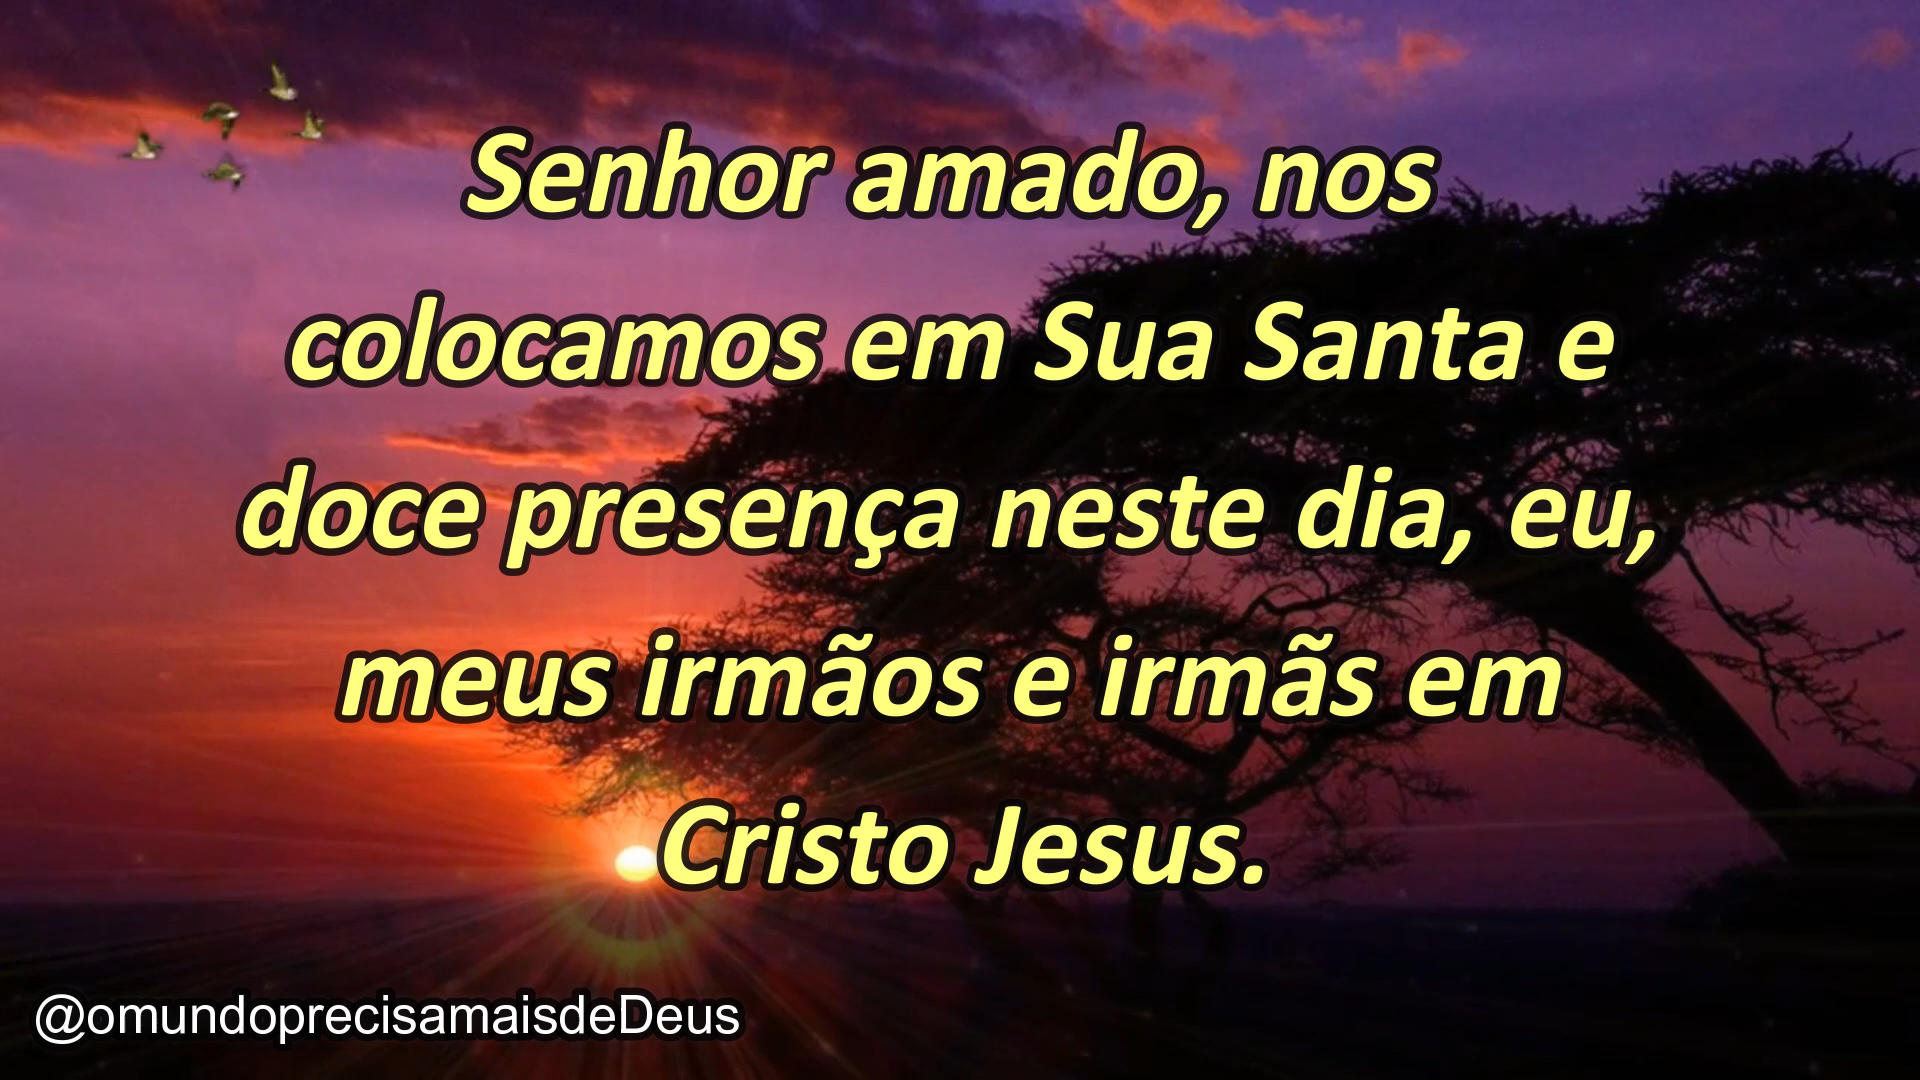 Senhor amado, nos
colocamos em Sua Santa e
doce presença neste dia, eu,
meus irmãos e irmãs em
Cristo Jesus.
@omundoprecisamaisdeDeus